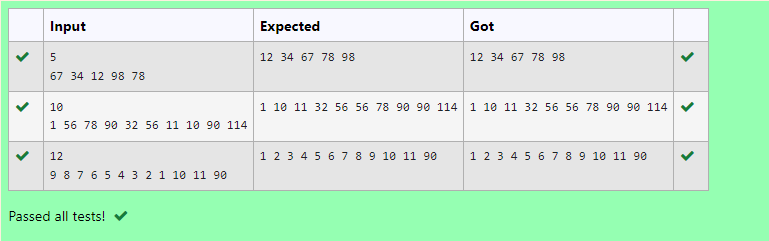 Input Expected Got
5 12 34 67 78 98 12 34 67 78 98
67 34 12 98 78
10 1 10 11 32 56 56 78 90 90 114 1 10 11 32 56 56 78 90 90 114
1 56 78 90 32 56 11 10 90 114
12 1 2 3 4 5 6 7 8 9 10 11 90 1 2 3 4 5 6 7 8 9 10 11 90
9 8 7 6 5 4 3 2 1 10 11 90
Passed all tests!